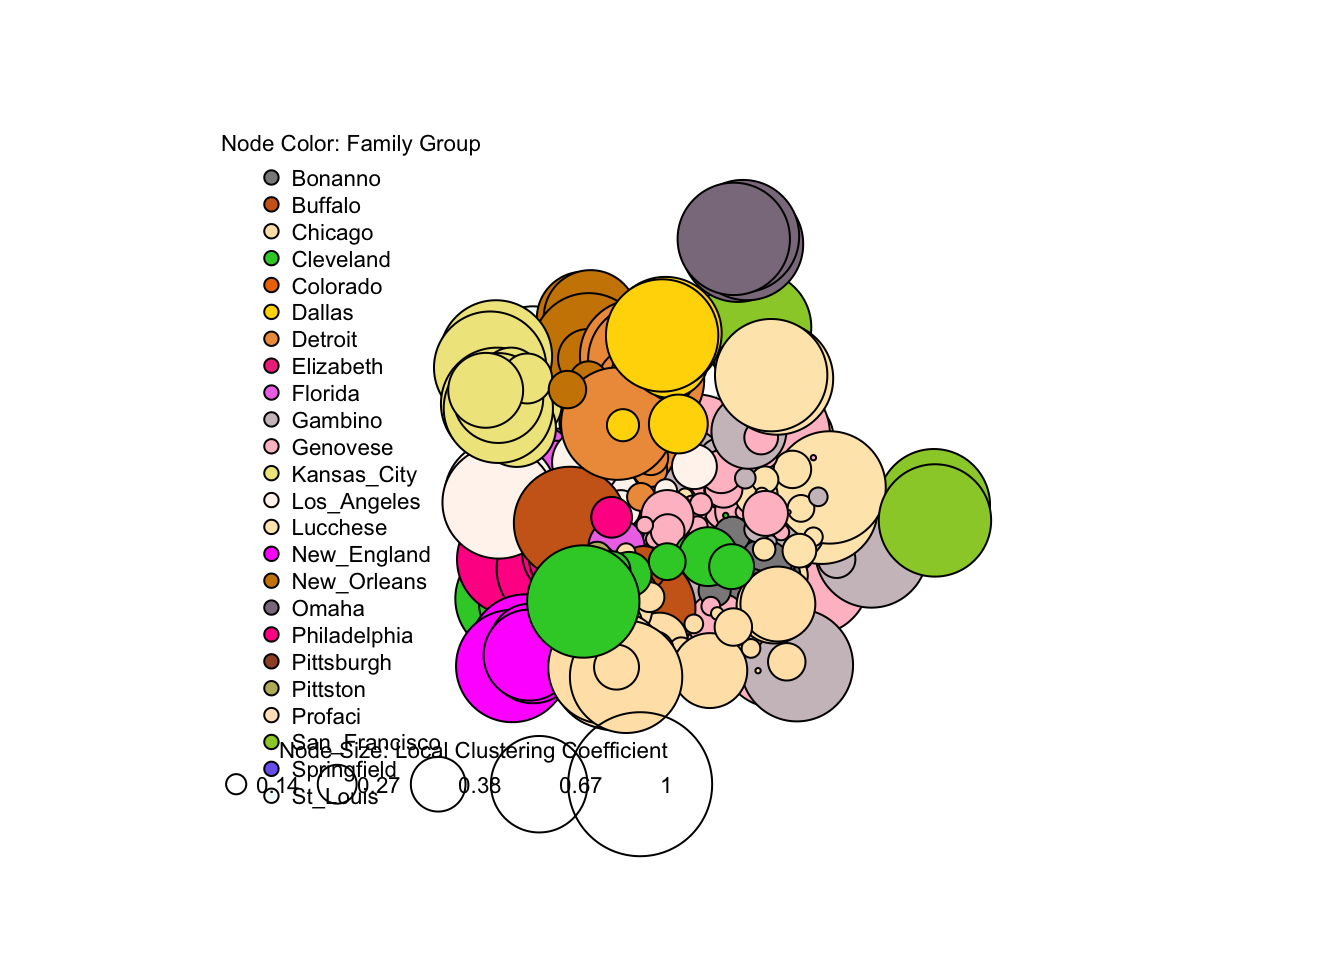 Node Color: Family Group
Bonanno
Buffalo
Chicago
Cleveland
Colorado
Dallas
Detroit
Elizabeth
Florida
Gambino
Genovese
Kansas_City
Los_Angeles
Lucchese
New_England
New_Orleans
Omaha
Philadelphia
Pittsburgh
Pittston
Profaci
San_Francisco
Node Size: Local Clustering Coefficient
Springfield
0.14 0.27 0.38 0.67 1
St_Louis